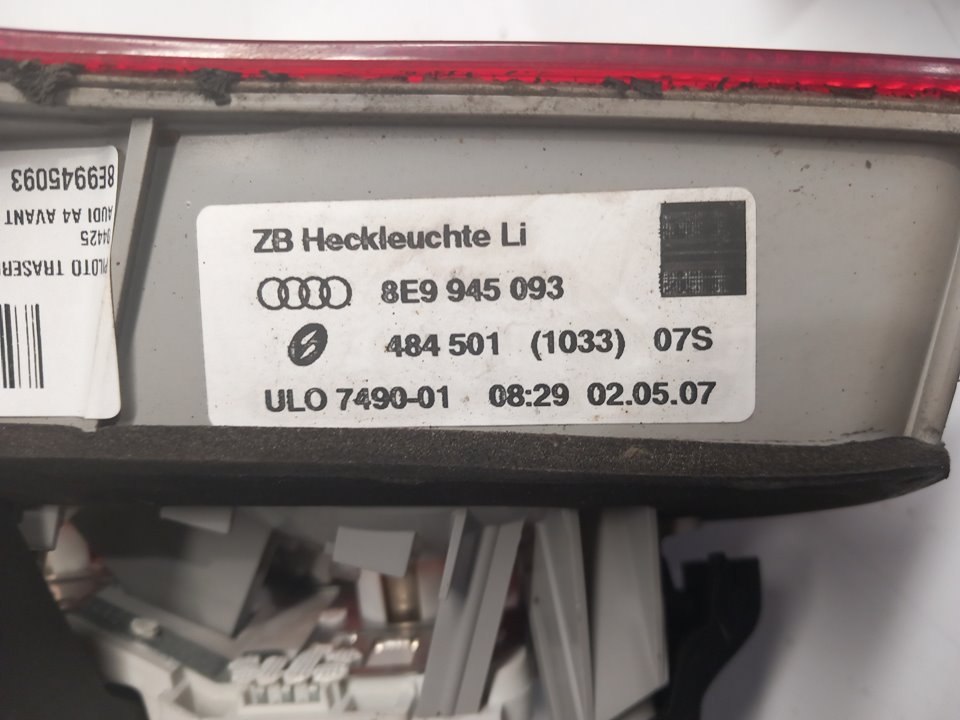 ZB Heckleuchte Li
8E9 945 093
484 501 (1033) 07S
ULO 7490-01 08:29 02.05.07
8E9945093
AUDI A4 AVANT
PILOTO TRASER